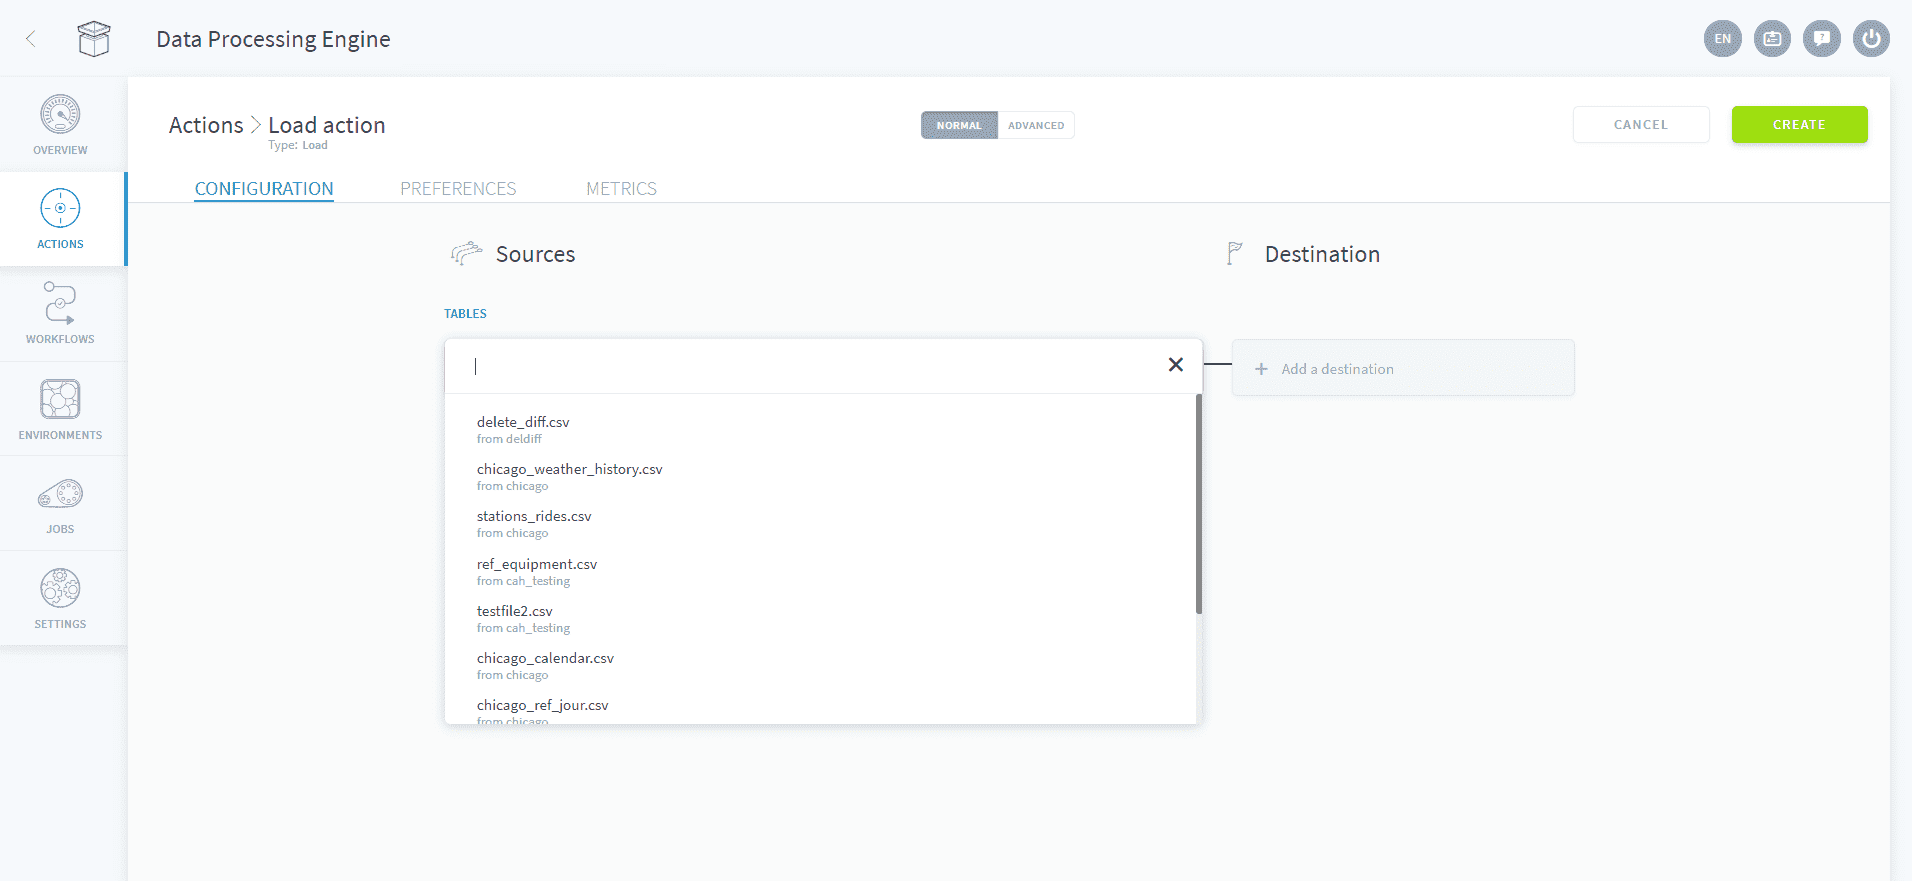 Data Processing Engine
EN
OVERVIEW
ACTIONS
WORKFLOWS
ENVIRONMENTS
JOBS
SETTINGS
Actions > Load action
Type: Load
NORMAL ADVANCED
CANCEL
CREATE
CONFIGURATION PREFERENCES METRICS
Sources
Destination
TABLES
+ Add a destination
delete_diff.csv
from deldiff
chicago_weather_history.csv
from chicago
stations_rides.csv
from chicago
ref_equipment.csv
from cah_testing
testfile2.csv
from cah_testing
chicago_calendar.csv
from chicago
chicago_ref_jour.csv
from chicago